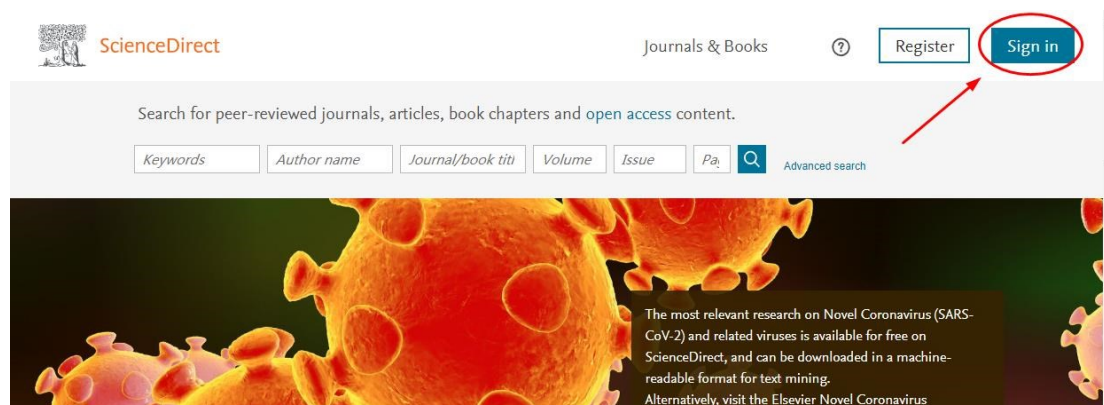 ScienceDirect
Journals & Books
?
Register
Sign in
Search for peer-reviewed journals, articles, book chapters and open access content.
Keywords
Author name
Journal/book titl
Volume
Issue
Advanced search
The most relevant research on Novel Coronavirus (SARS-
CoV-2) and related viruses is available for free on
ScienceDirect, and can be downloaded in a machine-
readable format for text mining.
Alternatively, visit the Elsevier Novel Coronavirus